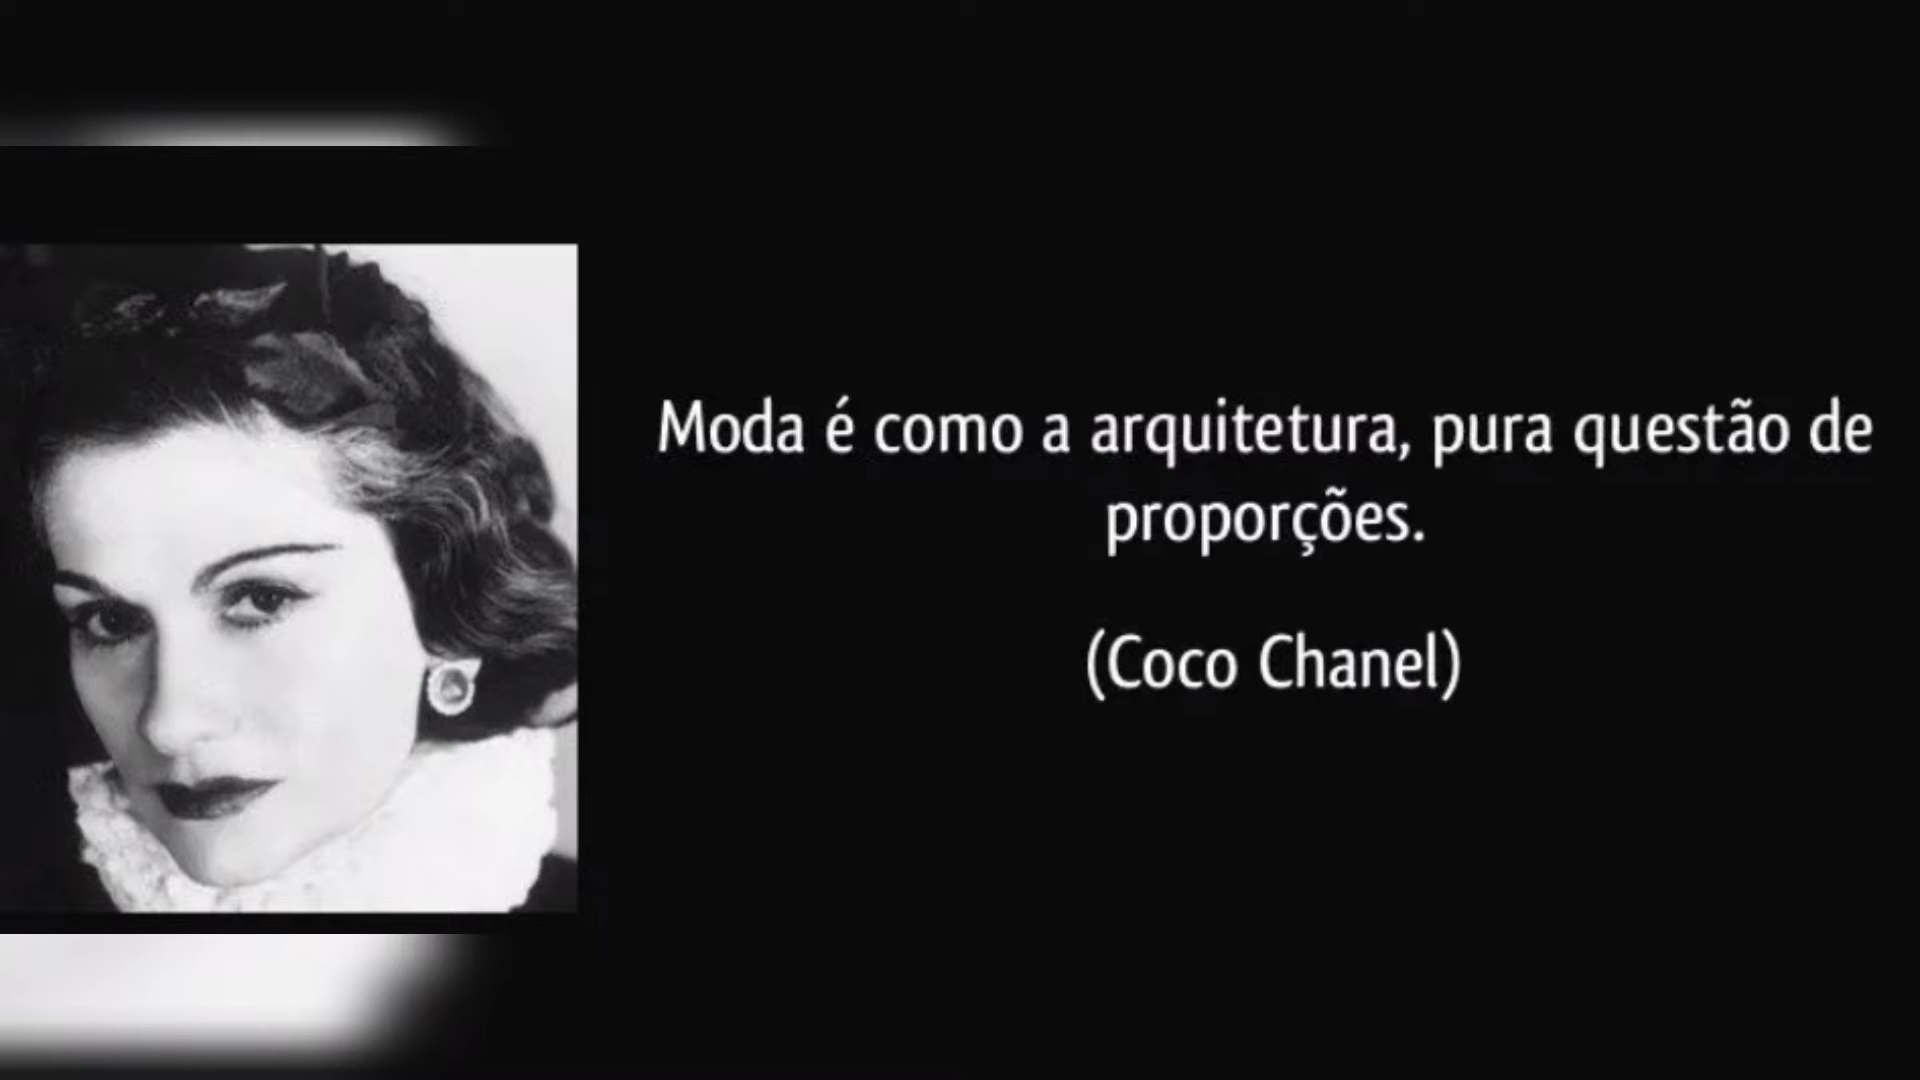 Moda é como a arquitetura, pura questão de
proporções.
(Coco Chanel)